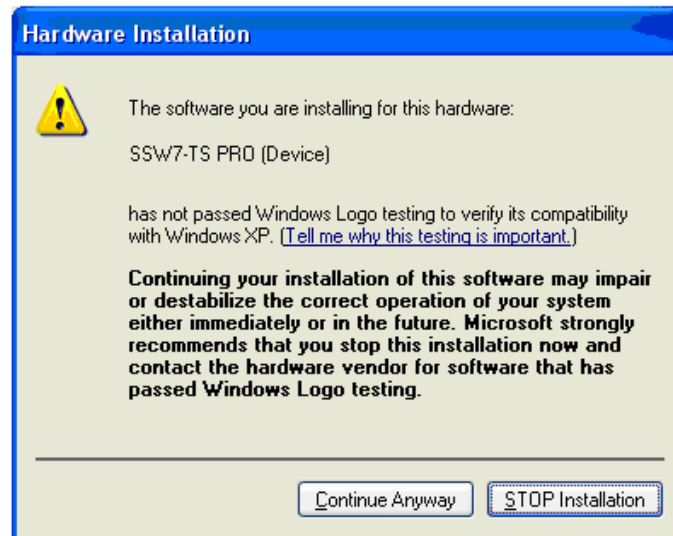 Hardware Installation
The software you are installing for this hardware:
SSW7-TS PRO (Device)
has not passed Windows Logo testing to verify its compatibility
with Windows XP. (Tell me why this testing is important.)
Continuing your installation of this software may impair
or destabilize the correct operation of your system
either immediately or in the future. Microsoft strongly
recommends that you stop this installation now and
contact the hardware vendor for software that has
passed Windows Logo testing.
Continue Anyway STOP Installation